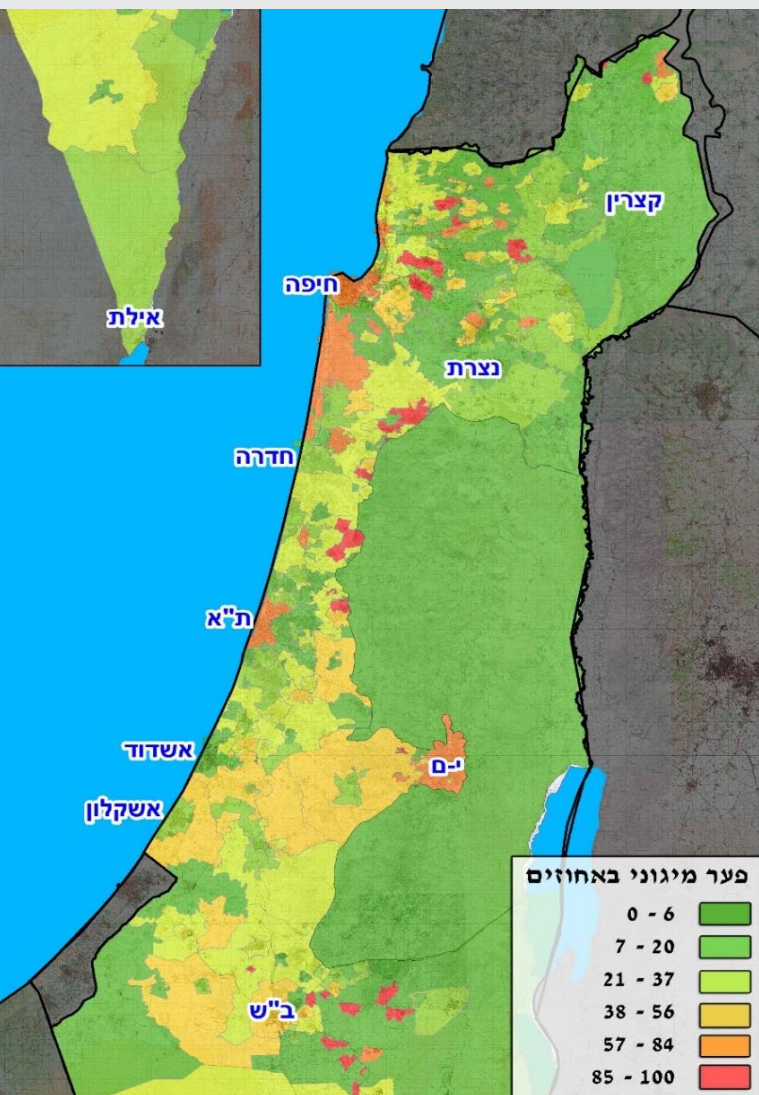 קצרין
חיפה
אילת
נצרת
חדרה
ת"א
אשדוד
י-ם
אשקלון
ב"ש
פער מיגוני באחוזים
0 - 6
7 - 20
21 - 37
38 - 56
57 - 84
85 - 100